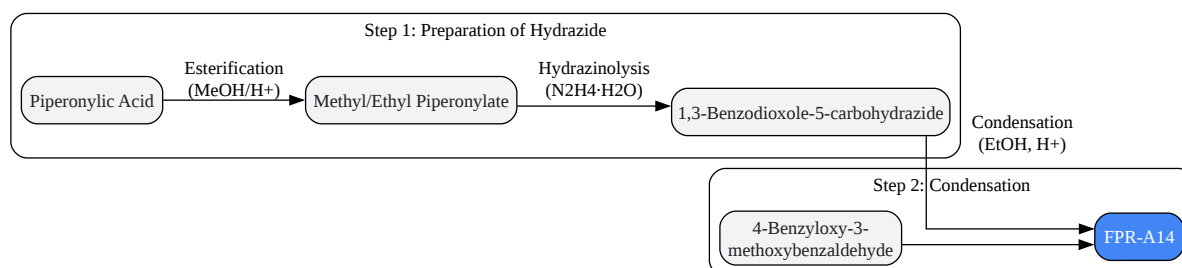 Step 1: Preparation of Hydrazide
Piperonylic Acid
Esterification
(MeOH/H+)
Methyl/Ethyl Piperonylate
Hydrazinolysis
(N2H4·H2O)
1,3-Benzodioxole-5-carbohydrazide
Condensation
(EtOH, H+)
Step 2: Condensation
4-Benzyloxy-3-
methoxybenzaldehyde
FPR-A14